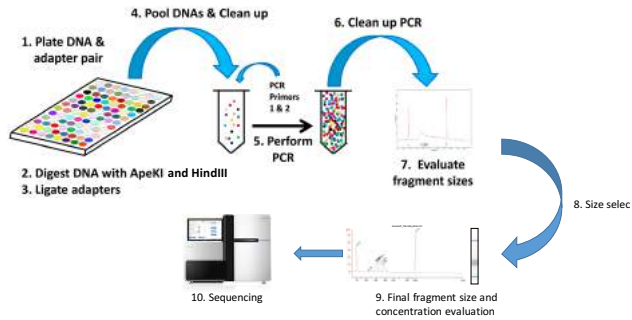 4. Pool DNAs & Clean up
6. Clean up PCR
1. Plate DNA &
adapter pair
PCR
Primers
1 & 2
5. Perform
PCR
7. Evaluate
fragment sizes
2. Digest DNA with ApeKI and HindIII
3. Ligate adapters
8. Size selec
10. Sequencing
9. Final fragment size and
concentration evaluation